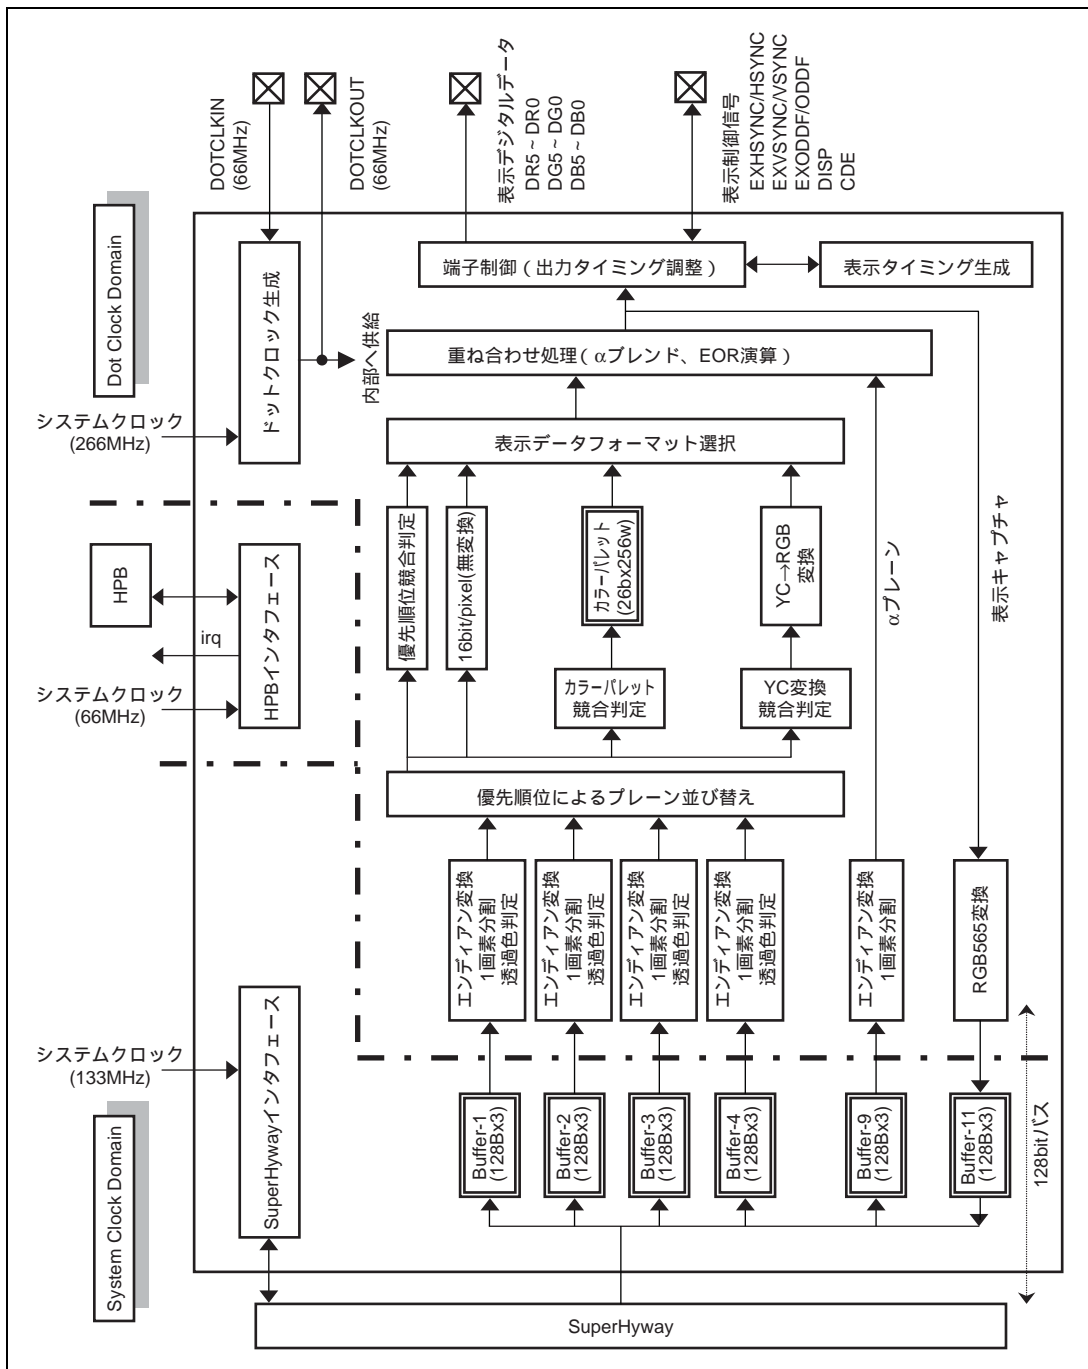 DOTCLKIN
(66MHz)
DOTCLKOUT
(66MHz)
表示デジタルデータ
DR5 ~ DR0
DG5 ~ DG0
DB5 ~ DB0
表示制御信号
EXHSYNC/HSYNC
EXVSYNC/VSYNC
EXODDF/ODDF
DISP
CDE
Dot Clock Domain
ドットクロック生成
内部へ供給
端子制御(出力タイミング調整)
表示タイミング生成
重ね合わせ処理(αブレンド、EOR演算)
システムクロック
(266MHz)
表示データフォーマット選択
HPB
irq
システムクロック
(66MHz)
HPBインタフェース
優先順位競合判定
16bit/pixel(無変換)
カラーパレット
(26bx256w)
YC→RGB
変換
カラーパレット
競合判定
YC変換
競合判定
αプレーン
表示キャプチャ
優先順位によるプレーン並び替え
エンディアン変換
1画素分割
透過色判定
エンディアン変換
1画素分割
透過色判定
エンディアン変換
1画素分割
透過色判定
エンディアン変換
1画素分割
透過色判定
エンディアン変換
1画素分割
RGB565変換
システムクロック
(133MHz)
System Clock Domain
SuperHywayインタフェース
Buffer-1
(128Bx3)
Buffer-2
(128Bx3)
Buffer-3
(128Bx3)
Buffer-4
(128Bx3)
Buffer-9
(128Bx3)
Buffer-11
(128Bx3)
128bitバス
SuperHyway